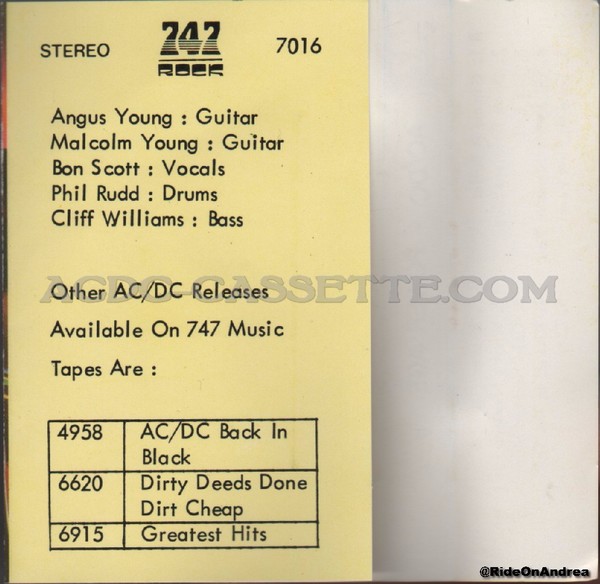 STEREO 747 ROCK 7016
Angus Young : Guitar
Malcolm Young : Guitar
Bon Scott : Vocals
Phil Rudd : Drums
Cliff Williams : Bass
Other AC/DC Releases
ACDC-CASSETTE.COM
Available On 747 Music
Tapes Are :
4958 AC/DC Back In
Black
6620 Dirty Deeds Done
Dirt Cheap
6915 Greatest Hits
@RideOnAndrea